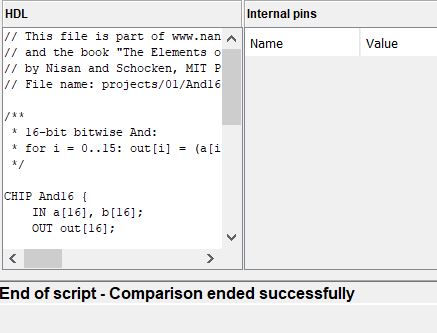 HDL
// This file is part of www.nan
// and the book "The Elements o
// by Nisan and Schocken, MIT P
// File name: projects/01/And16
/**
 * 16-bit bitwise And:
 * for i = 0..15: out[i] = (a[i
 */
CHIP And16 {
    IN a[16], b[16];
    OUT out[16];
Internal pins
Name Value
End of script - Comparison ended successfully